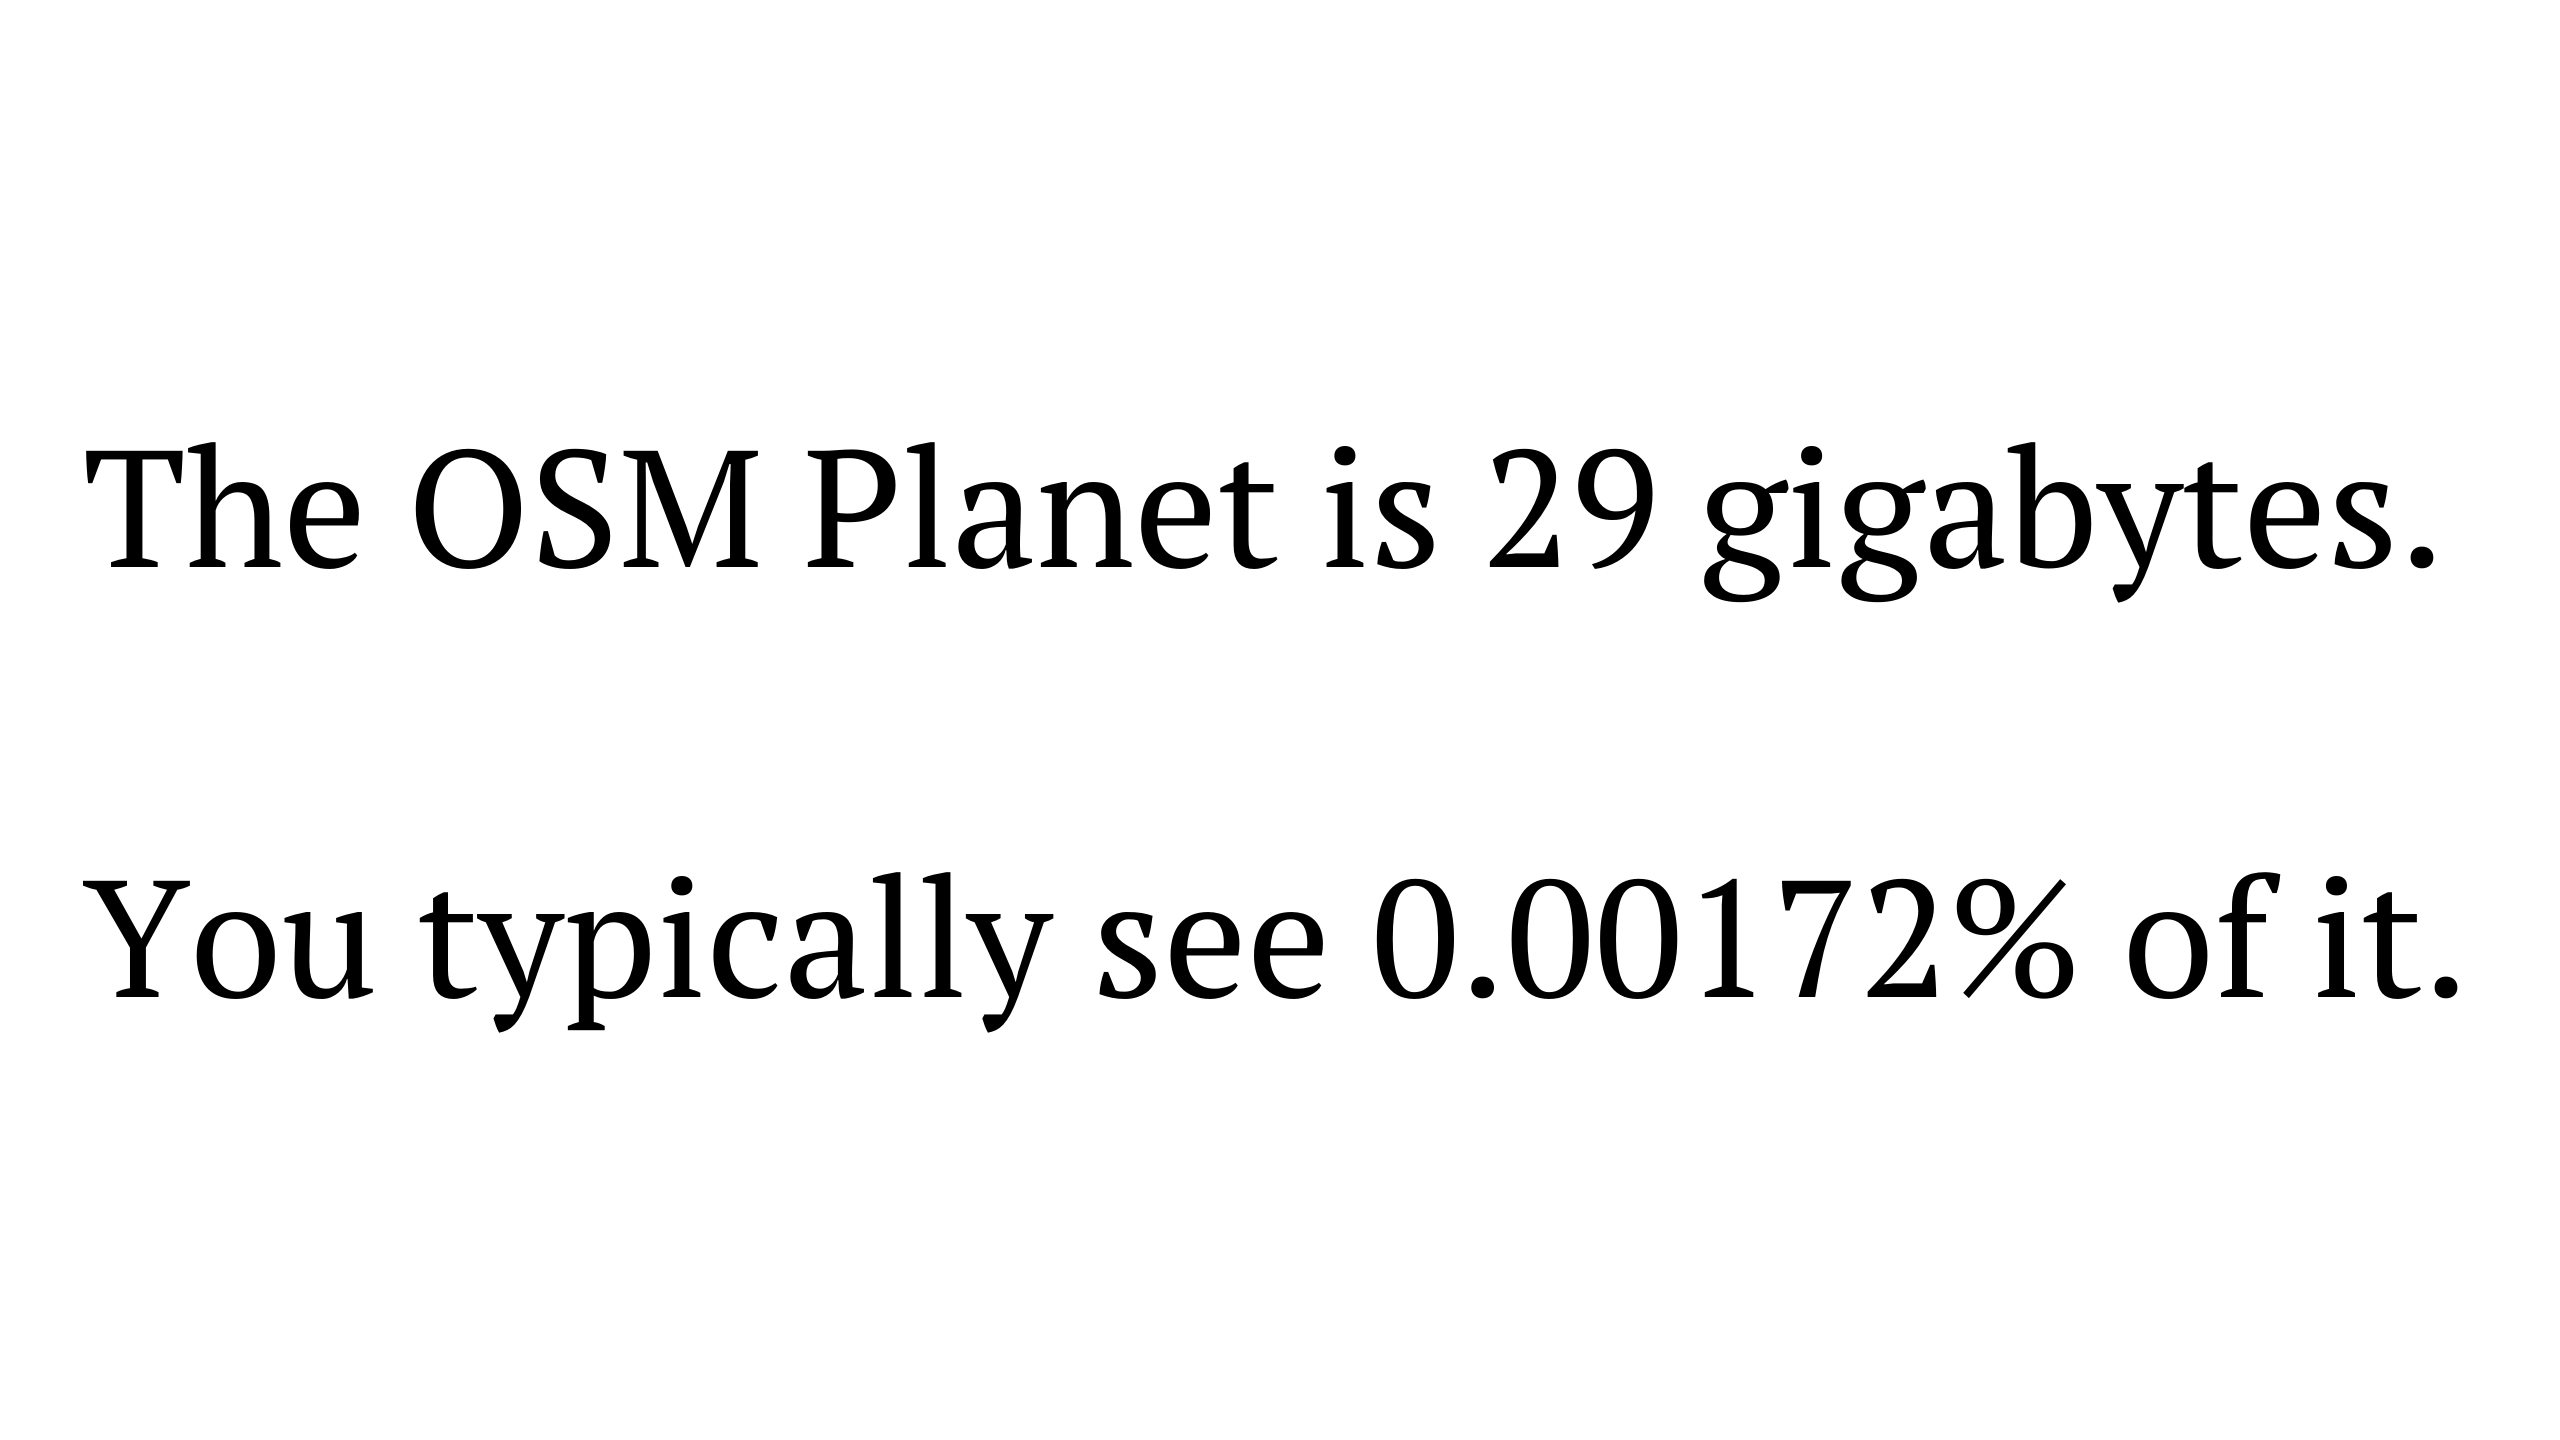 The OSM Planet is 29 gigabytes.
You typically see 0.00172% of it.